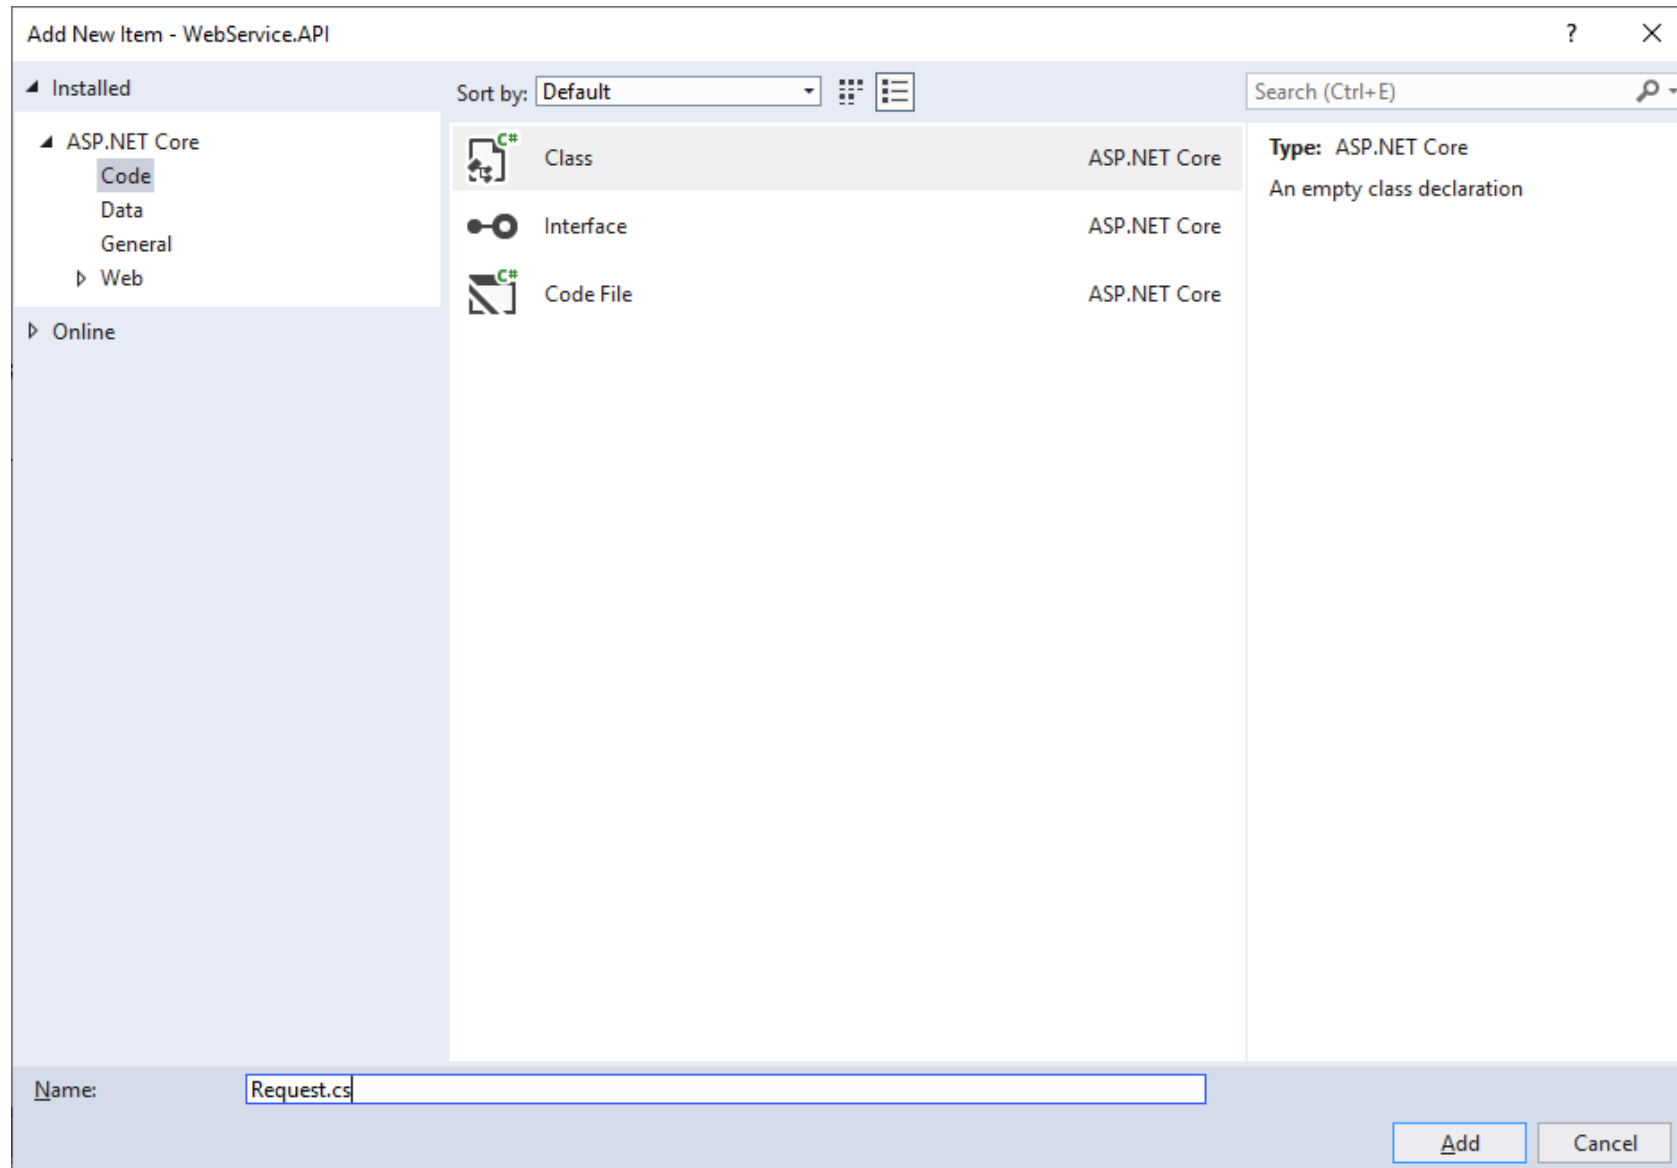 Add New Item - WebService.API
?
Installed
Sort by: Default
Search (Ctrl+E)
ASP.NET Core
Code
Data
General
Web
Online
C# Class ASP.NET Core
Interface ASP.NET Core
C# Code File ASP.NET Core
Type: ASP.NET Core
An empty class declaration
Name: Request.cs
Add Cancel